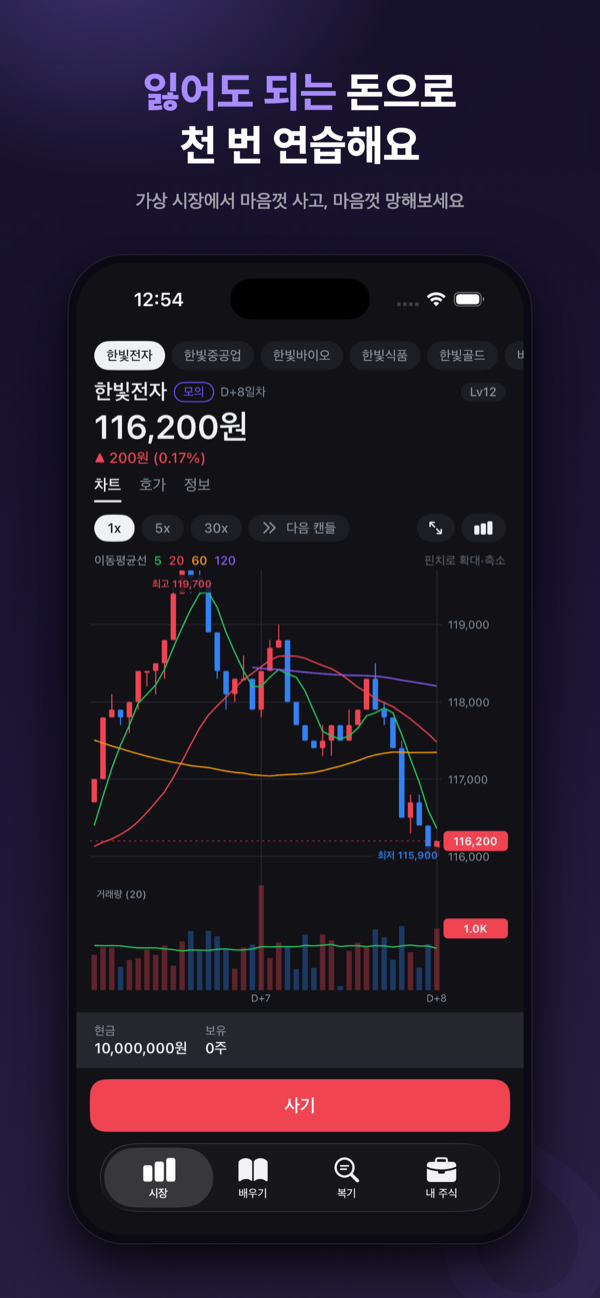 잃어도 되는 돈으로
천 번 연습해요
가상 시장에서 마음껏 사고, 마음껏 망해보세요
12:54
한빛전자 한빛중공업 한빛바이오 한빛식품 한빛골드
한빛전자 모의 D+8일차 Lv12
116,200원
▲ 200원 (0.17%)
차트 호가 정보
1x 5x 30x 다음 캔들
이동평균선 5 20 60 120 핀치로 확대·축소
최고 119,700
119,000
118,000
117,000
116,200
최저 115,900 116,000
거래량 (20)
1.0K
D+7 D+8
현금 보유
10,000,000원 0주
사기
시장 배우기 복기 내 주식